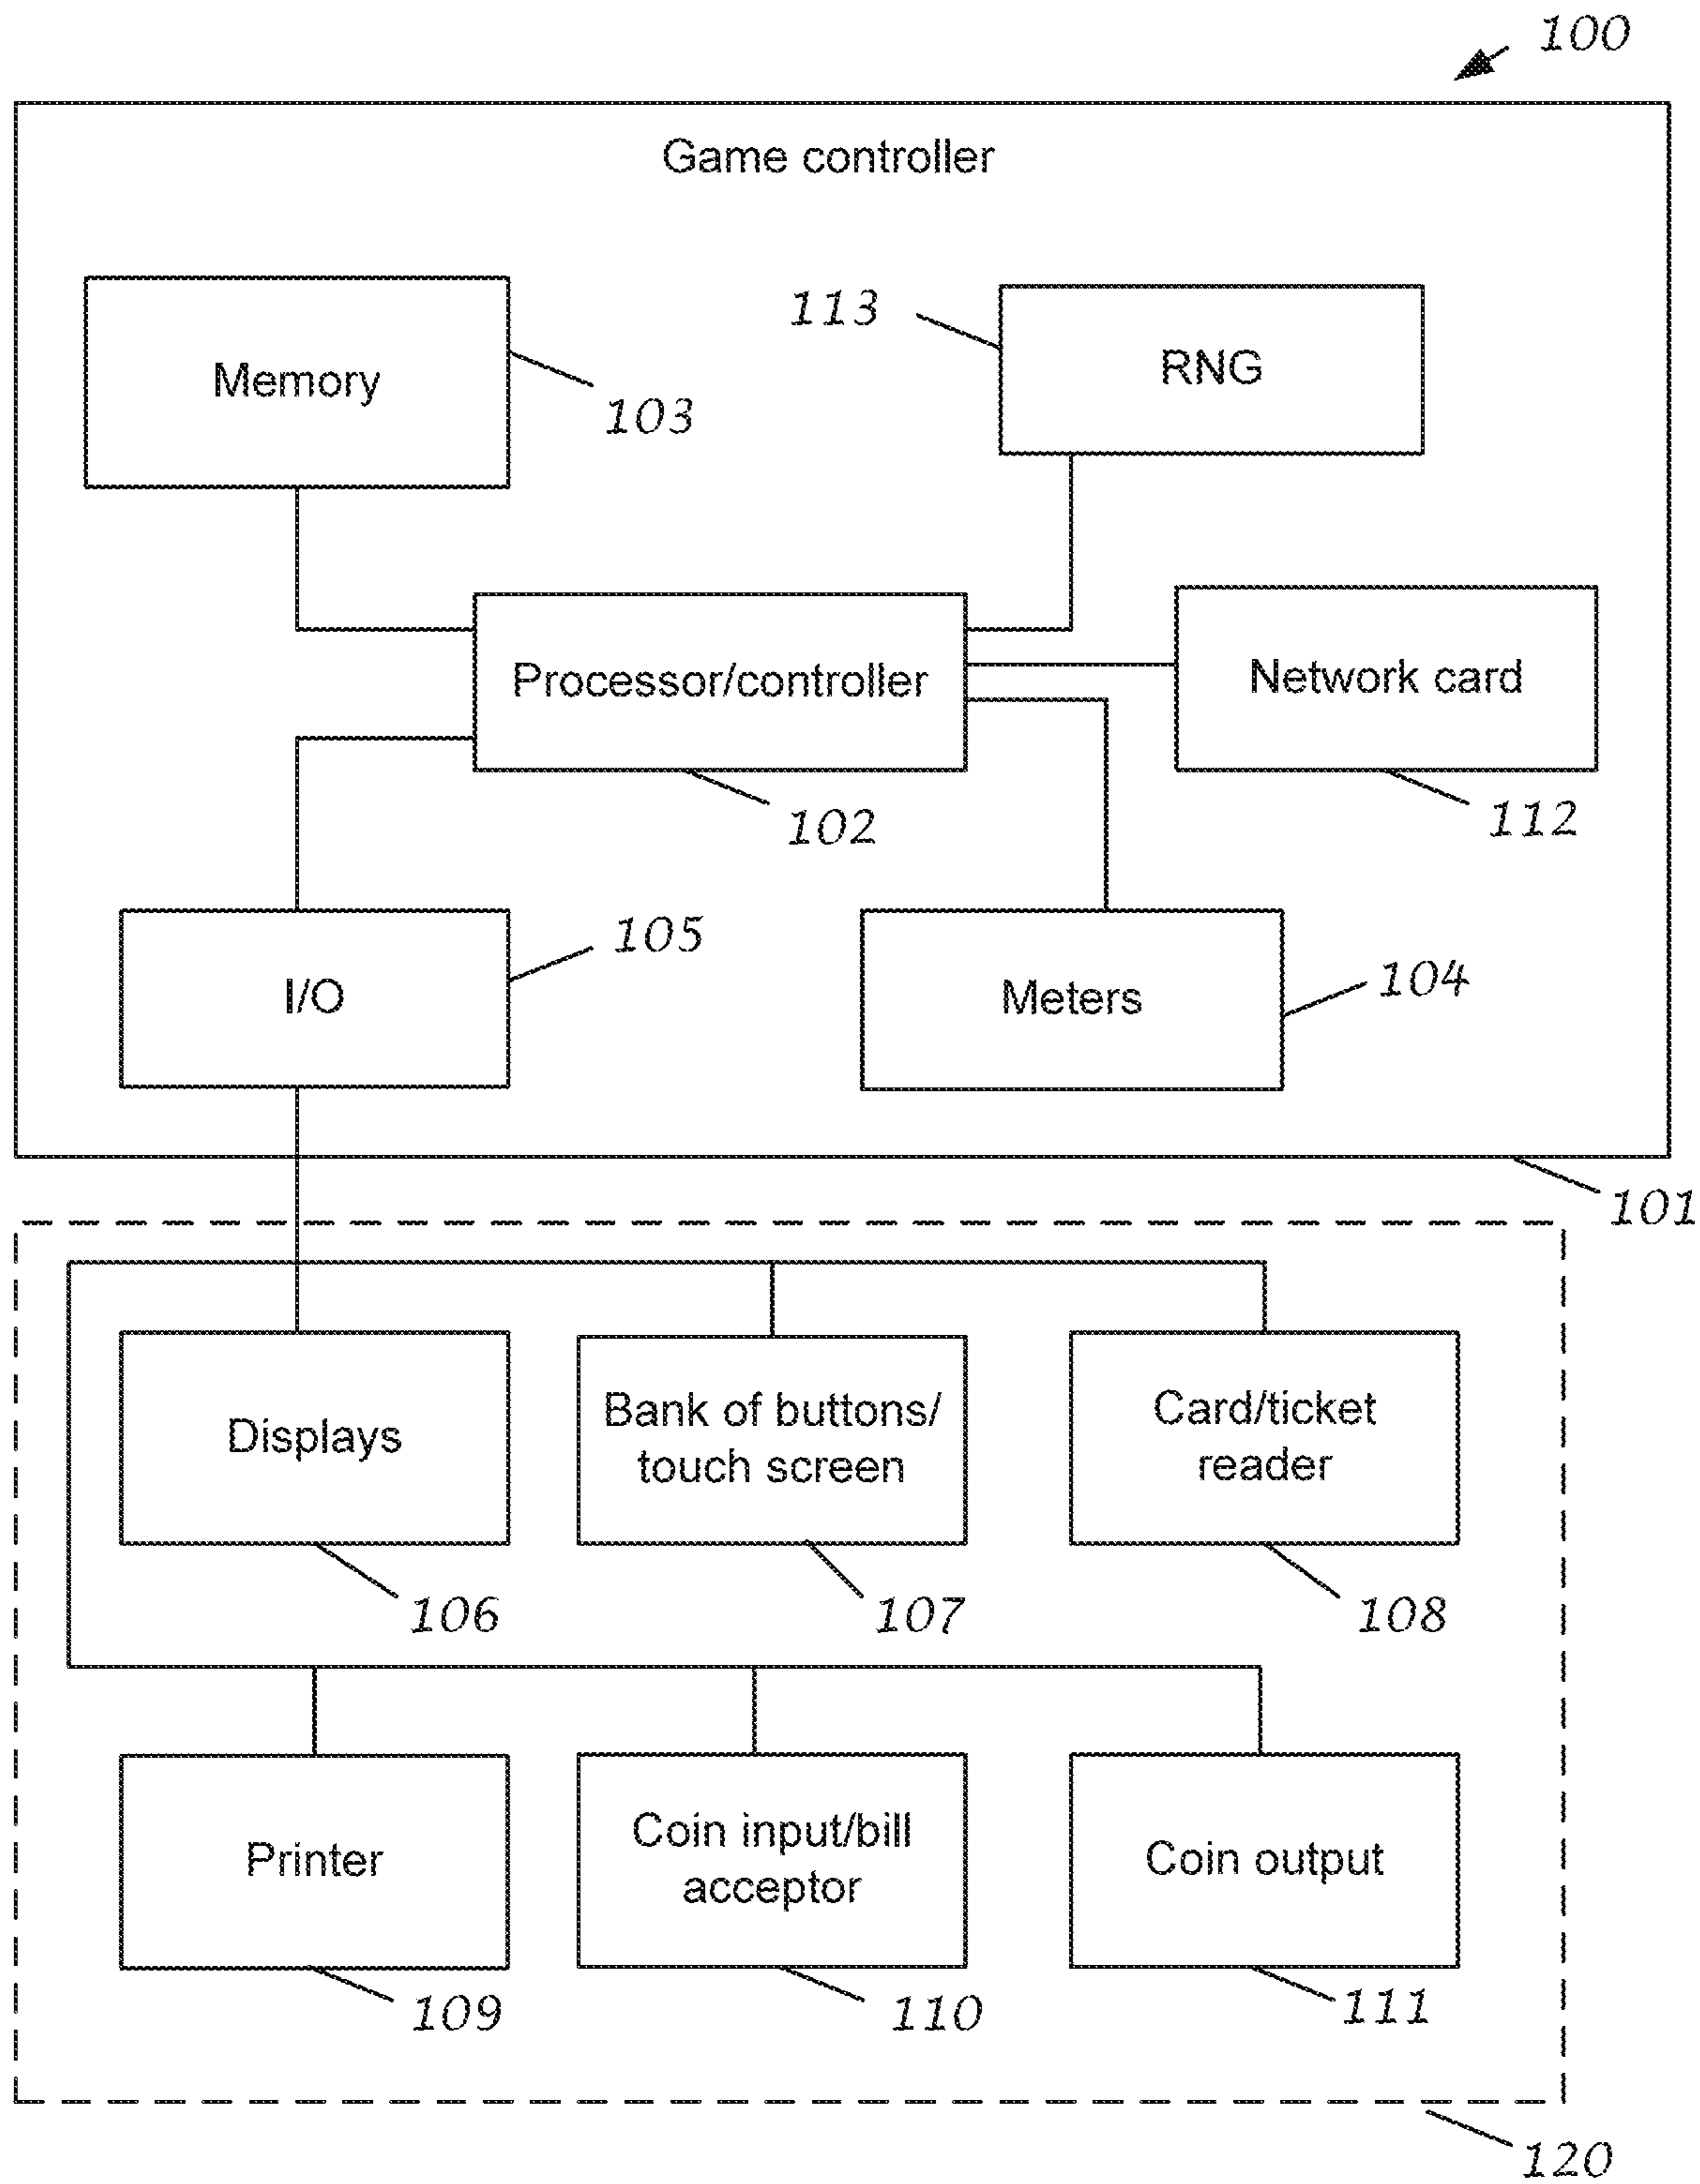 100
Game controller
113
RNG
Memory
103
Processor/controller
Network card
102
112
105
I/O
104
Meters
101
Displays
Bank of buttons/
touch screen
Card/ticket
reader
106
107
108
Printer
Coin input/bill
acceptor
Coin output
109
110
111
120